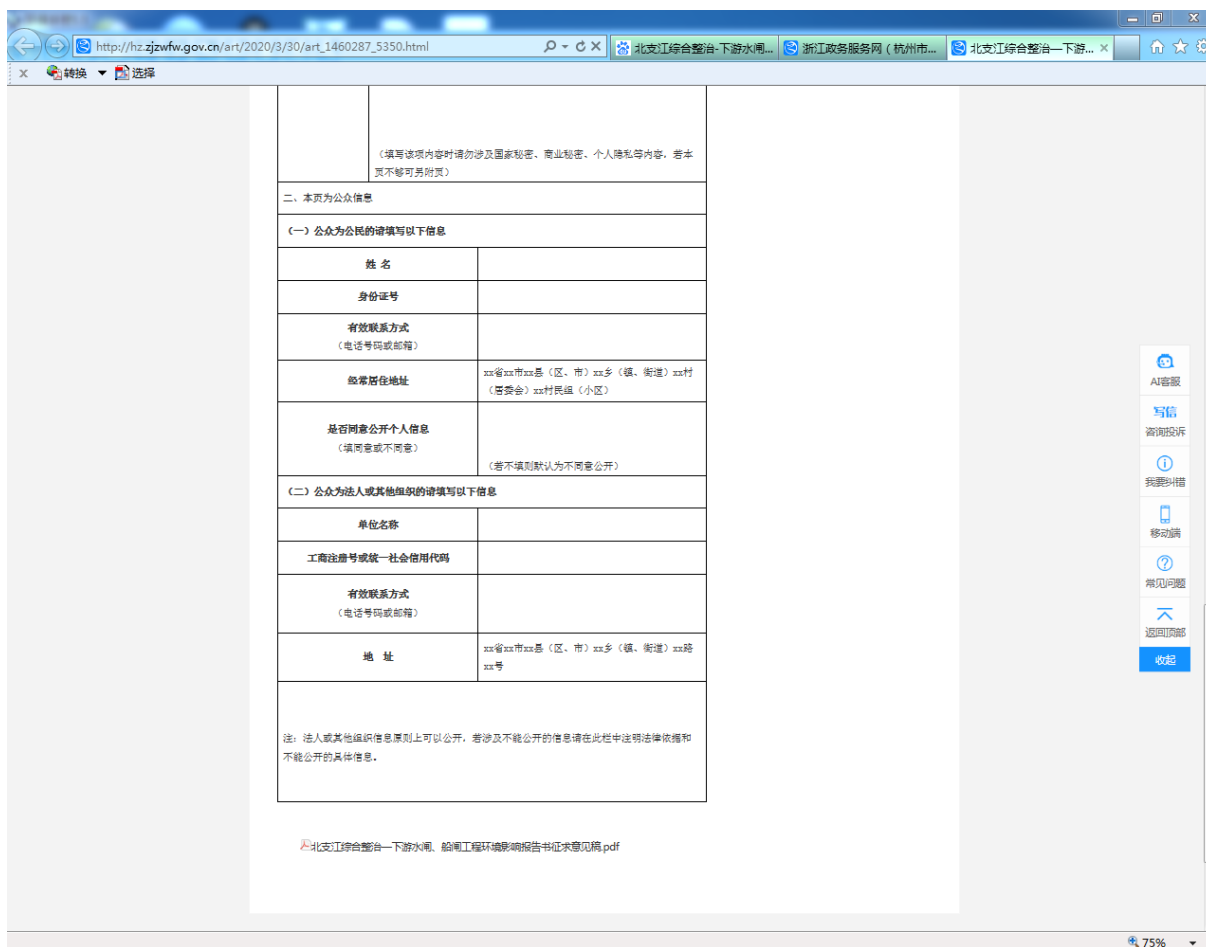 http://hz.zjzwfw.gov.cn/art/2020/3/30/art_1460287_5350.html
北支江综合整治-下游水闸...
浙江政务服务网（杭州市...
北支江综合整治—下游...
转换
选择
（填写该项内容时请勿涉及国家秘密、商业秘密、个人隐私等内容，若本
页不够可另附页）
二、本页为公众信息
（一）公众为公民的请填写以下信息
姓 名
身份证号
有效联系方式
（电话号码或邮箱）
经常居住地址
xx省xx市xx县（区、市）xx乡（镇、街道）xx村
（居委会）xx村民组（小区）
是否同意公开个人信息
（填同意或不同意）
（若不填则默认为不同意公开）
（二）公众为法人或其他组织的请填写以下信息
单位名称
工商注册号或统一社会信用代码
有效联系方式
（电话号码或邮箱）
地 址
xx省xx市xx县（区、市）xx乡（镇、街道）xx路
xx号
注：法人或其他组织信息原则上可以公开，若涉及不能公开的信息请在此栏中注明法律依据和
不能公开的具体信息。
北支江综合整治—下游水闸、船闸工程环境影响报告书征求意见稿.pdf
AI客服
写信
咨询投诉
我要纠错
移动端
常见问题
返回顶部
收起
75%